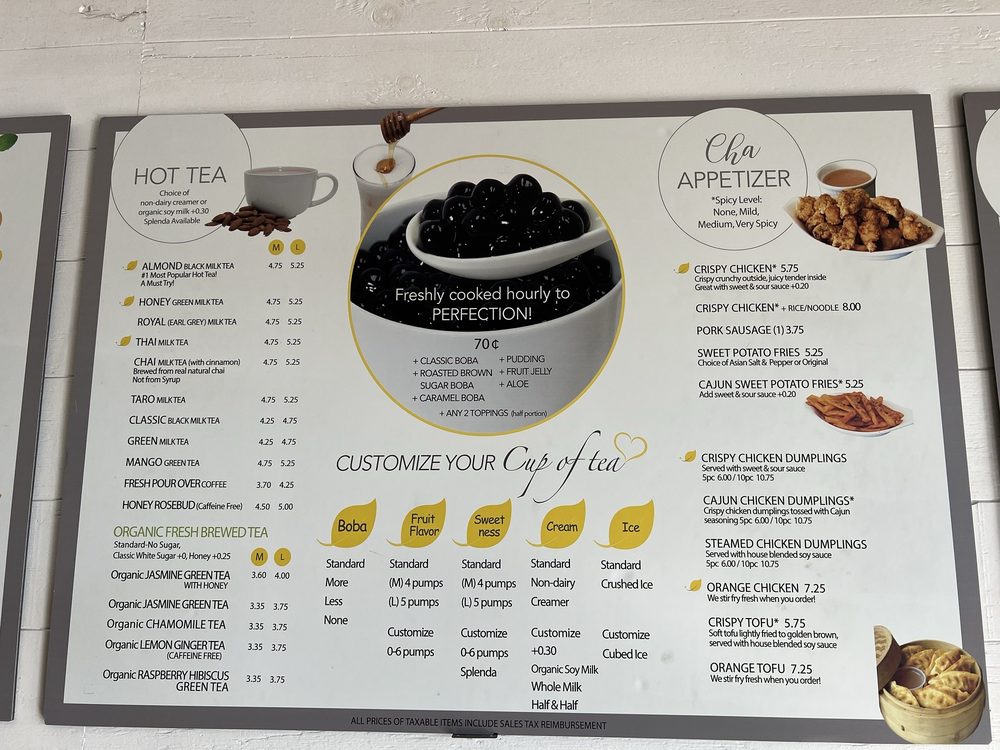 HOT TEA
Choice of
non-dairy creamer or
organic soy milk +0.30
Splenda Available
M L
ALMOND BLACK MILK TEA 4.75 5.25
#1 Most Popular Hot Tea!
A Must Try!
HONEY GREEN MILK TEA 4.75 5.25
ROYAL (EARL GREY) MILK TEA 4.75 5.25
THAI MILK TEA 4.75 5.25
CHAI MILK TEA (with cinnamon) 4.75 5.25
Brewed from real natural chai
Not from Syrup
TARO MILK TEA 4.75 5.25
CLASSIC BLACK MILK TEA 4.25 4.75
GREEN MILK TEA 4.25 4.75
MANGO GREEN TEA 4.75 5.25
FRESH POUR OVER COFFEE 3.70 4.25
HONEY ROSEBUD (Caffeine Free) 4.50 5.00
ORGANIC FRESH BREWED TEA
Standard-No Sugar,
Classic White Sugar +0, Honey +0.25
M L
Organic JASMINE GREEN TEA 3.60 4.00
WITH HONEY
Organic JASMINE GREEN TEA 3.35 3.75
Organic CHAMOMILE TEA 3.35 3.75
Organic LEMON GINGER TEA 3.35 3.75
(CAFFEINE FREE)
Organic RASPBERRY HIBISCUS 3.35 3.75
GREEN TEA
Freshly cooked hourly to
PERFECTION!
70¢
+ CLASSIC BOBA
+ ROASTED BROWN
SUGAR BOBA
+ CARAMEL BOBA
+ PUDDING
+ FRUIT JELLY
+ ALOE
+ ANY 2 TOPPINGS (half portion)
CUSTOMIZE YOUR Cup of tea
Boba
Standard
More
Less
None
Fruit
Flavor
Standard
(M) 4 pumps
(L) 5 pumps
Customize
0-6 pumps
Sweet
ness
Standard
(M) 4 pumps
(L) 5 pumps
Customize
0-6 pumps
Splenda
Cream
Standard
Non-dairy
Creamer
Customize
+0.30
Organic Soy Milk
Whole Milk
Half & Half
Ice
Standard
Crushed Ice
Customize
Cubed Ice
Cha
APPETIZER
*Spicy Level:
None, Mild,
Medium, Very Spicy
CRISPY CHICKEN* 5.75
Crispy crunchy outside, juicy tender inside
Great with sweet & sour sauce +0.20
CRISPY CHICKEN* + RICE/NOODLE 8.00
PORK SAUSAGE (1) 3.75
SWEET POTATO FRIES 5.25
Choice of Asian Salt & Pepper or Original
CAJUN SWEET POTATO FRIES* 5.25
Add sweet & sour sauce +0.20
CRISPY CHICKEN DUMPLINGS
Served with sweet & sour sauce
5pc 6.00 / 10pc 10.75
CAJUN CHICKEN DUMPLINGS*
Crispy chicken dumplings tossed with Cajun
seasoning 5pc 6.00 / 10pc 10.75
STEAMED CHICKEN DUMPLINGS
Served with house blended soy sauce
5pc 6.00 / 10pc 10.75
ORANGE CHICKEN 7.25
We stir fry fresh when you order!
CRISPY TOFU* 5.75
Soft tofu lightly fried to golden brown,
served with house blended soy sauce
ORANGE TOFU 7.25
We stir fry fresh when you order!
ALL PRICES OF TAXABLE ITEMS INCLUDE SALES TAX REIMBURSEMENT